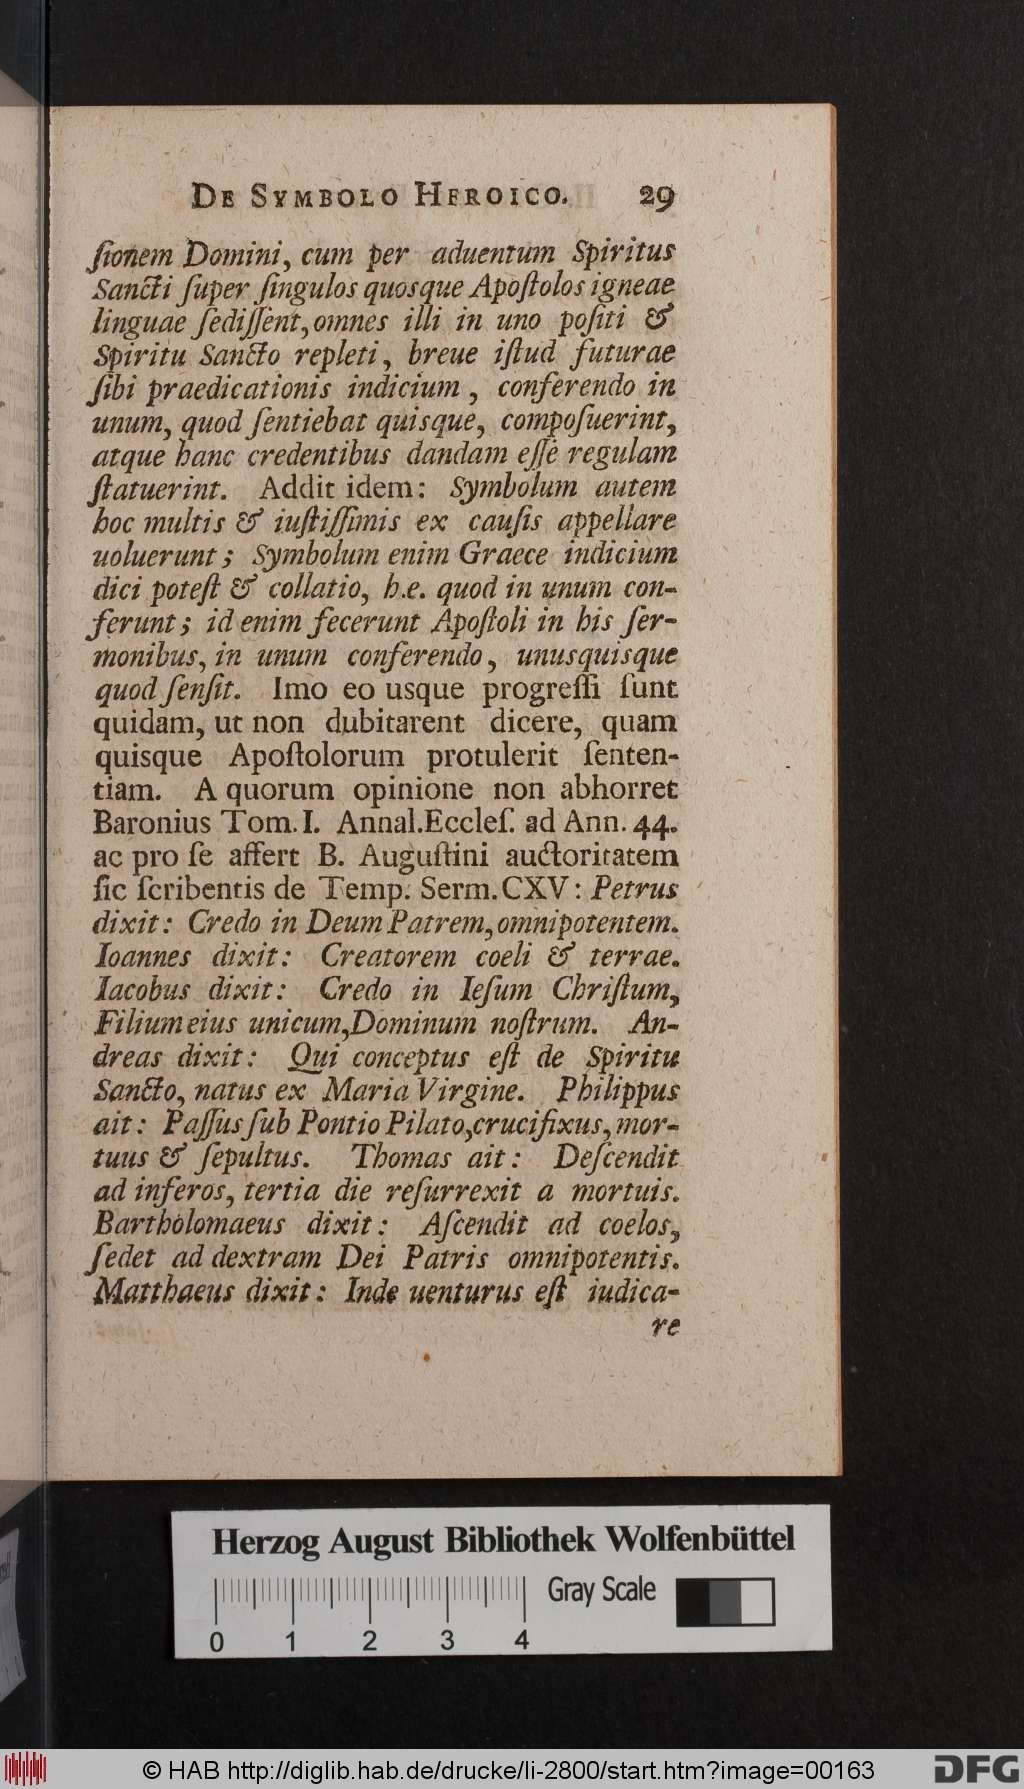 DE SYMBOLO HEROICO. 29
ſionem Domini, cum per aduentum Spiritus
Sancti ſuper ſingulos quosque Apoſtolos igneae
linguae ſediſſent, omnes illi in uno poſiti &
Spiritu Sancto repleti, breue iſtud futurae
ſibi praedicationis indicium, conferendo in
unum, quod ſentiebat quisque, compoſuerint,
atque hanc credentibus dandam eſſe regulam
ſtatuerint. Addit idem: Symbolum autem
hoc multis & iuſtiſſimis ex cauſis appellare
uoluerunt; Symbolum enim Graece indicium
dici poteſt & collatio, h.e. quod in unum con-
ferunt; id enim fecerunt Apoſtoli in his ſer-
monibus, in unum conferendo, unusquisque
quod ſenſit. Imo eo usque progreſſi ſunt
quidam, ut non dubitarent dicere, quam
quisque Apoſtolorum protulerit ſenten-
tiam. A quorum opinione non abhorret
Baronius Tom. I. Annal. Eccleſ. ad Ann. 44.
ac pro ſe affert B. Auguſtini auctoritatem
ſic ſcribentis de Temp. Serm. CXV: Petrus
dixit: Credo in Deum Patrem, omnipotentem.
Ioannes dixit: Creatorem coeli & terrae.
Iacobus dixit: Credo in Ieſum Chriſtum,
Filium eius unicum, Dominum noſtrum. An-
dreas dixit: Qui conceptus eſt de Spiritu
Sancto, natus ex Maria Virgine. Philippus
ait: Paſſus ſub Pontio Pilato, crucifixus, mor-
tuus & ſepultus. Thomas ait: Deſcendit
ad inferos, tertia die reſurrexit a mortuis.
Bartholomaeus dixit: Aſcendit ad coelos,
ſedet ad dextram Dei Patris omnipotentis.
Matthaeus dixit: Inde uenturus eſt iudica-
re
Herzog August Bibliothek Wolfenbüttel
Gray Scale
0 1 2 3 4
© HAB http://diglib.hab.de/drucke/li-2800/start.htm?image=00163
DFG